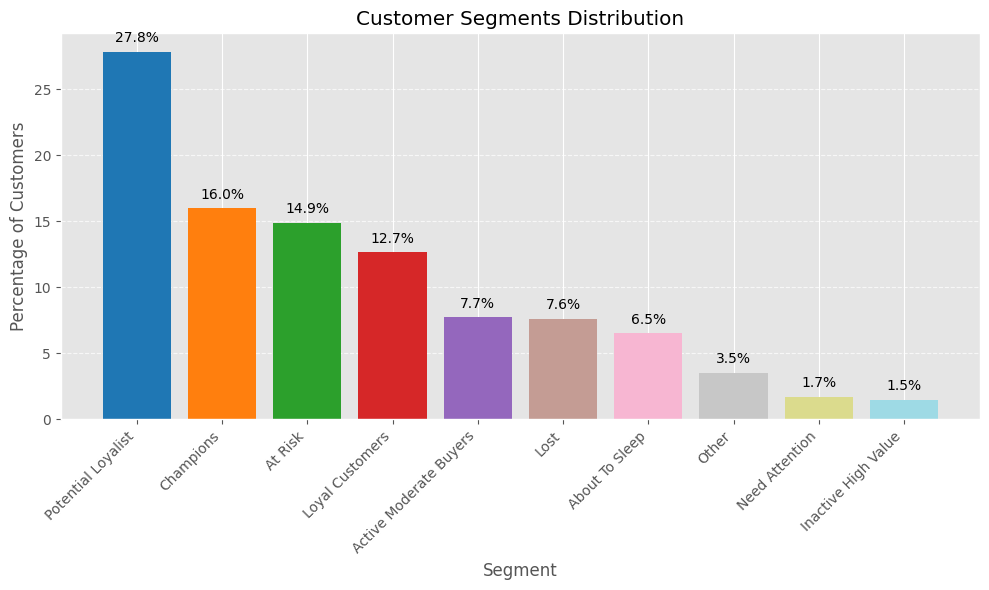 Customer Segments Distribution
27.8%
16.0%
14.9%
12.7%
7.7%
7.6%
6.5%
3.5%
1.7%
1.5%
Percentage of Customers
25
20
15
10
5
0
Potential Loyalist
Champions
At Risk
Loyal Customers
Active Moderate Buyers
Lost
About To Sleep
Other
Need Attention
Inactive High Value
Segment